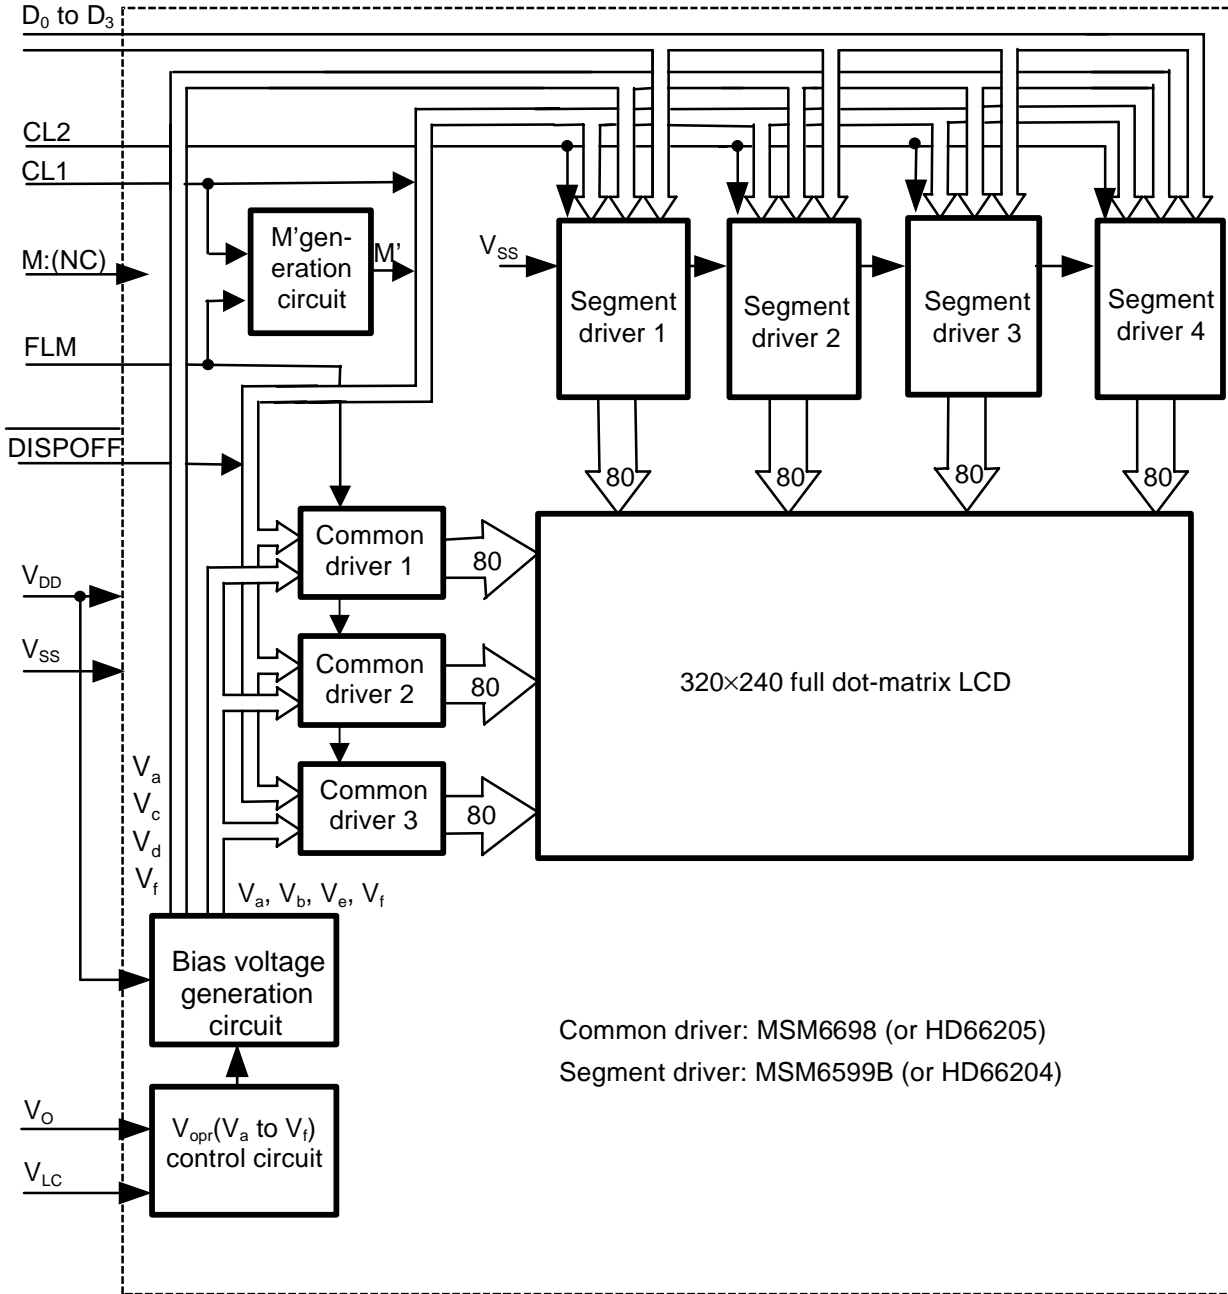 D0 to D3
CL2
CL1
M:(NC)
FLM
DISPOFF
VDD
VSS
M'gen-
eration
circuit
M'
VSS
Segment
driver 1
Segment
driver 2
Segment
driver 3
Segment
driver 4
80
80
80
80
Common
driver 1
80
Common
driver 2
80
Common
driver 3
80
320×240 full dot-matrix LCD
Va
Vc
Vd
Vf
Va, Vb, Ve, Vf
Bias voltage
generation
circuit
Common driver: MSM6698 (or HD66205)
Segment driver: MSM6599B (or HD66204)
VO
VLC
Vopr(Va to Vf)
control circuit